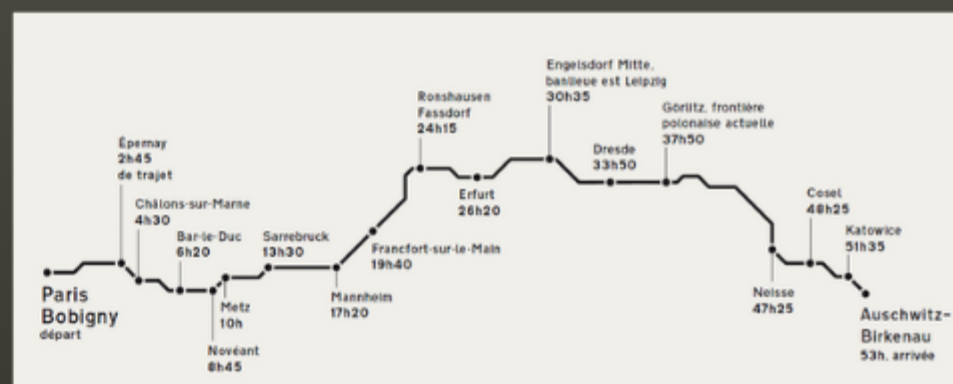 Paris
Bobigny
départ
Épernay
2h45
de trajet
Châlons-sur-Marne
4h30
Bar-le-Duc
6h20
Novéant
8h45
Metz
10h
Sarrebruck
13h30
Mannheim
17h20
Francfort-sur-le-Main
19h40
Ronshausen
Fassdorf
24h15
Erfurt
26h20
Engelsdorf Mitte,
banlieue est Leipzig
30h35
Dresde
33h50
Görlitz, frontière
polonaise actuelle
37h50
Neisse
47h25
Cosel
48h25
Katowice
51h35
Auschwitz-
Birkenau
53h, arrivée